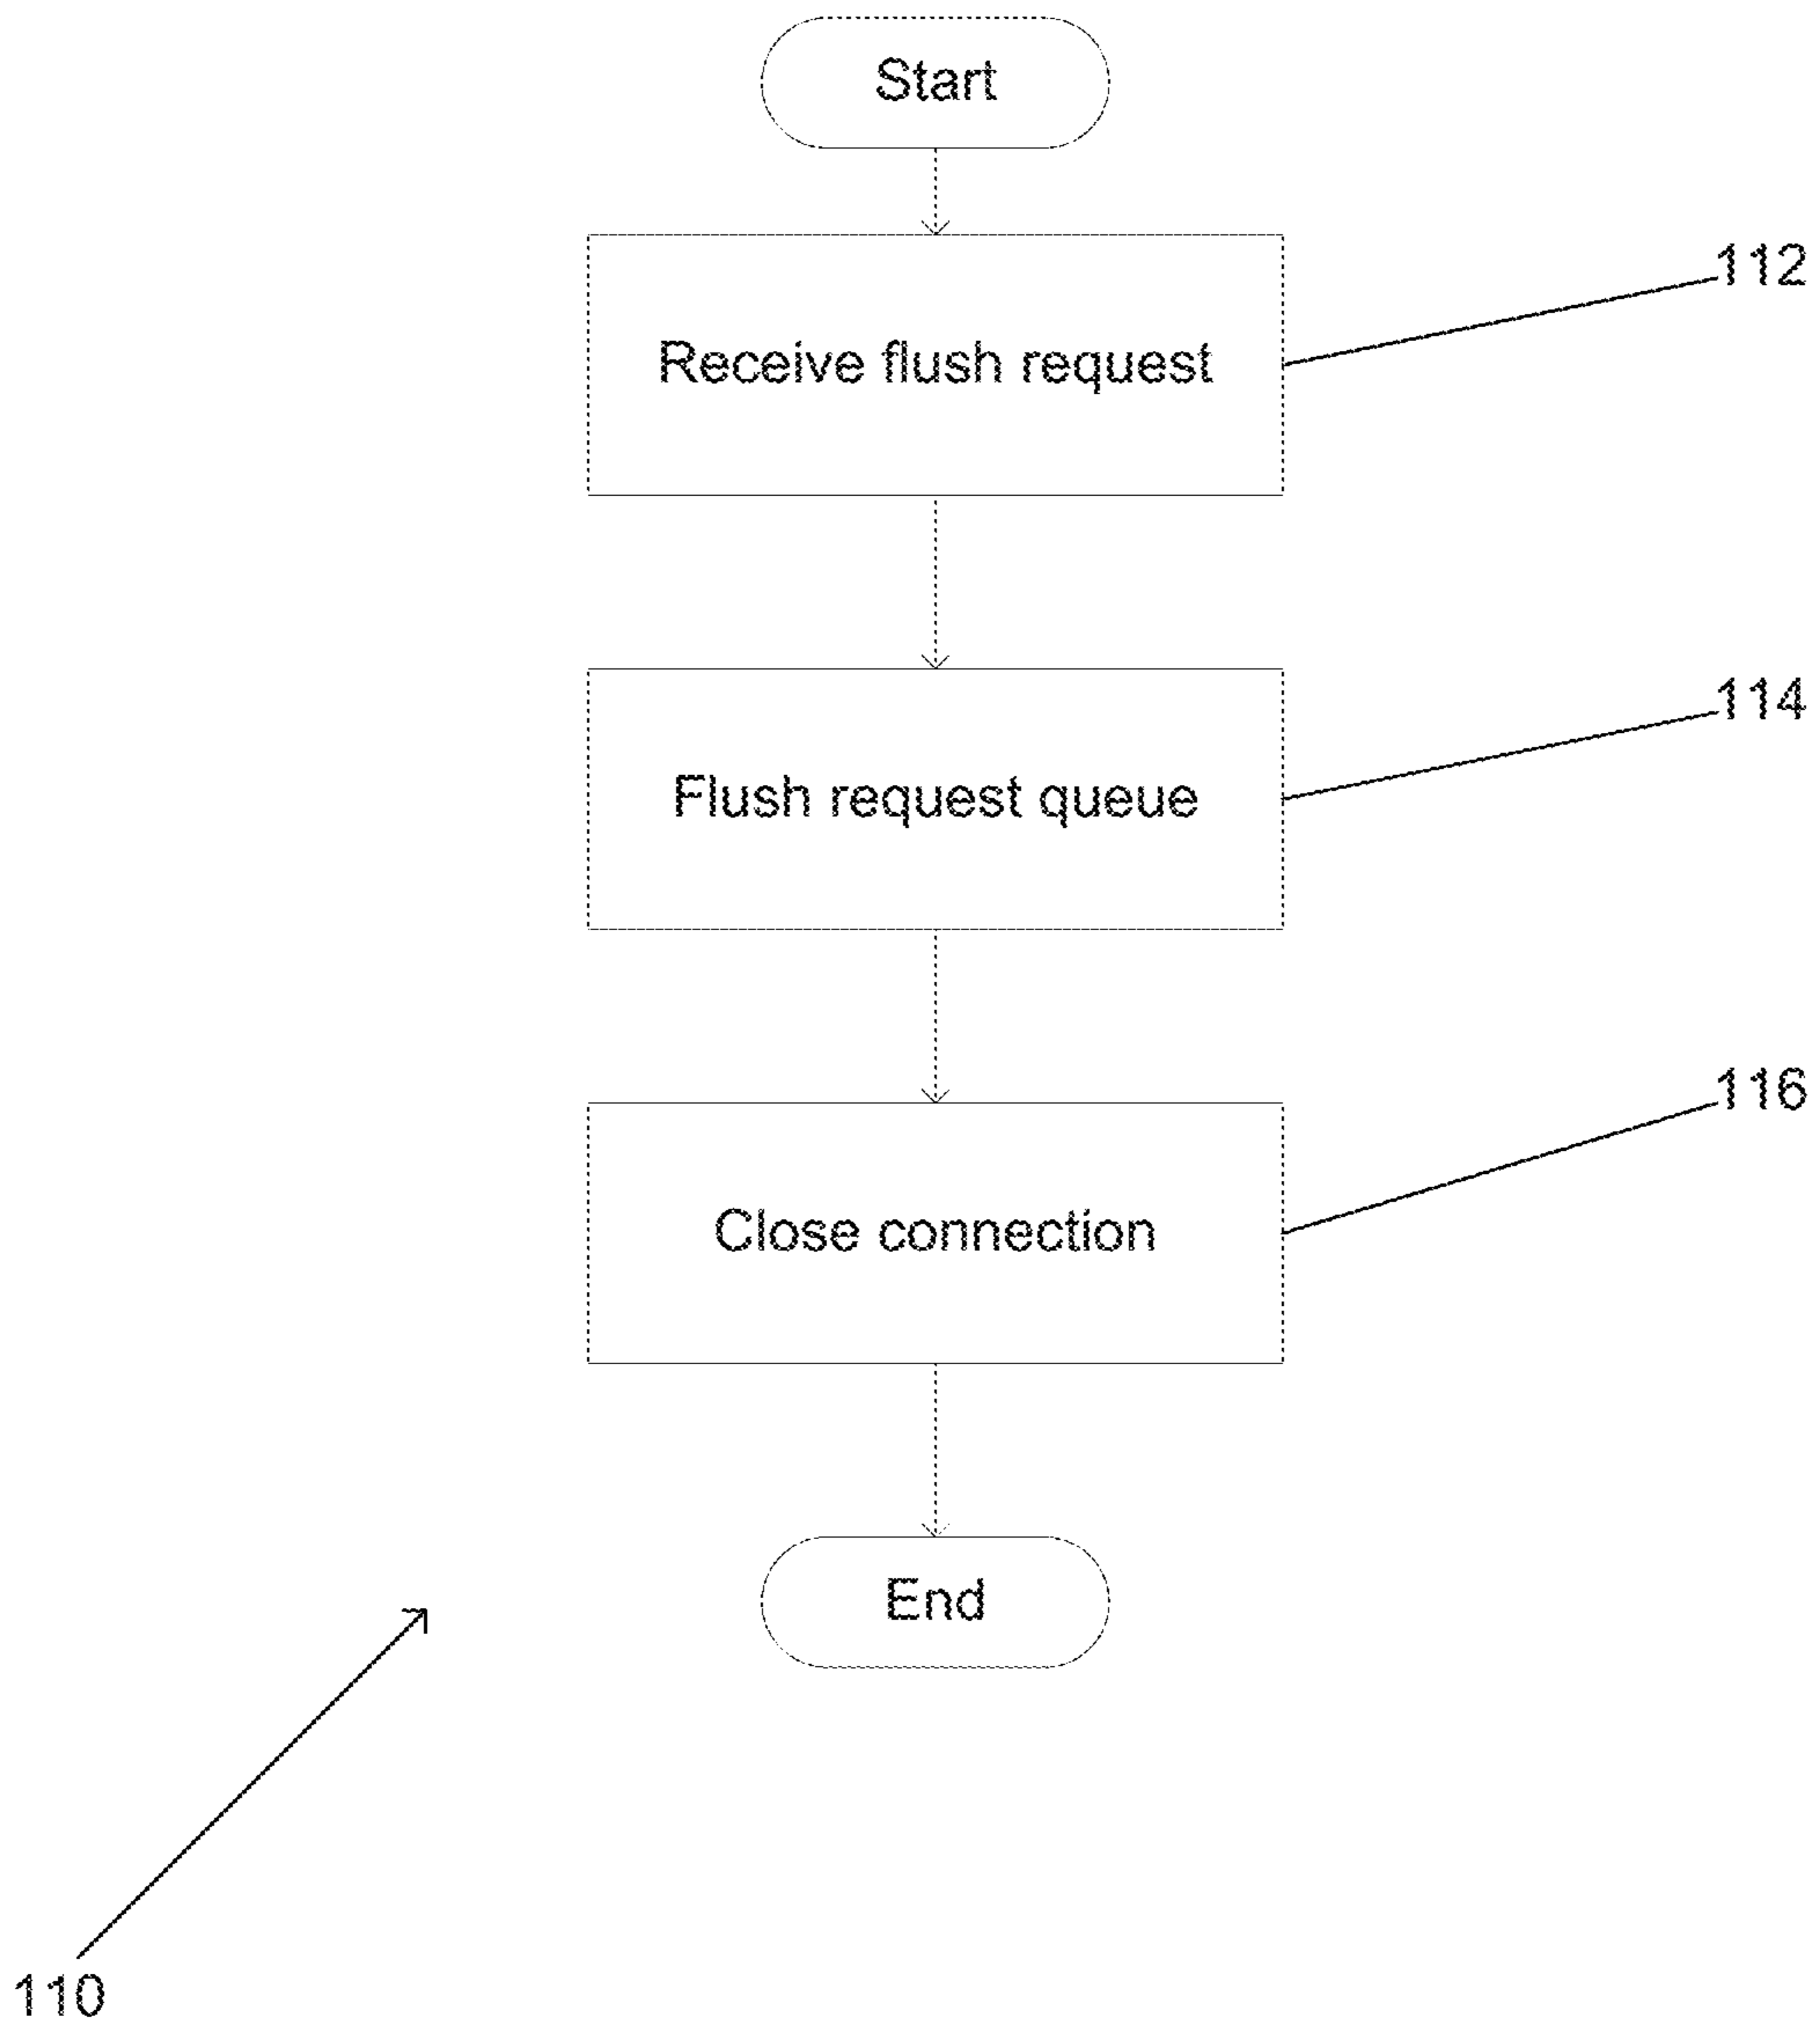 Start
112
Receive flush request
114
Flush request queue
116
Close connection
End
110